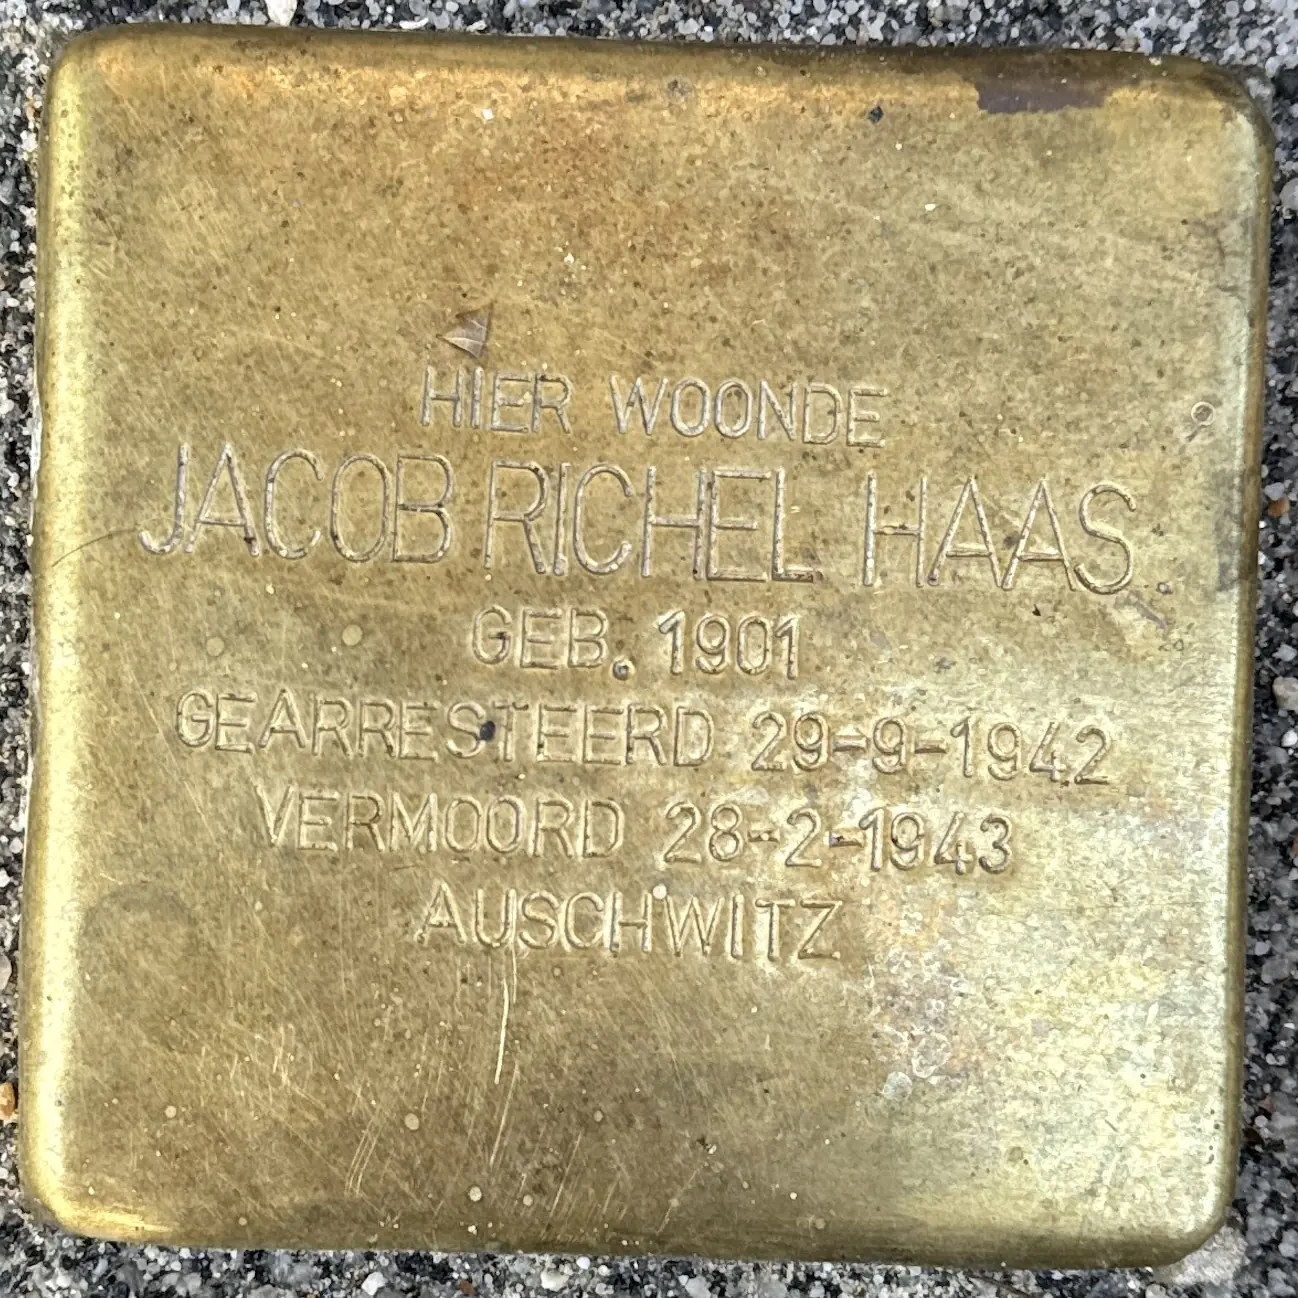 HIER WOONDE
JACOB RICHEL HAAS
GEB. 1901
GEARRESTEERD 29-9-1942
VERMOORD 28-2-1943
AUSCHWITZ